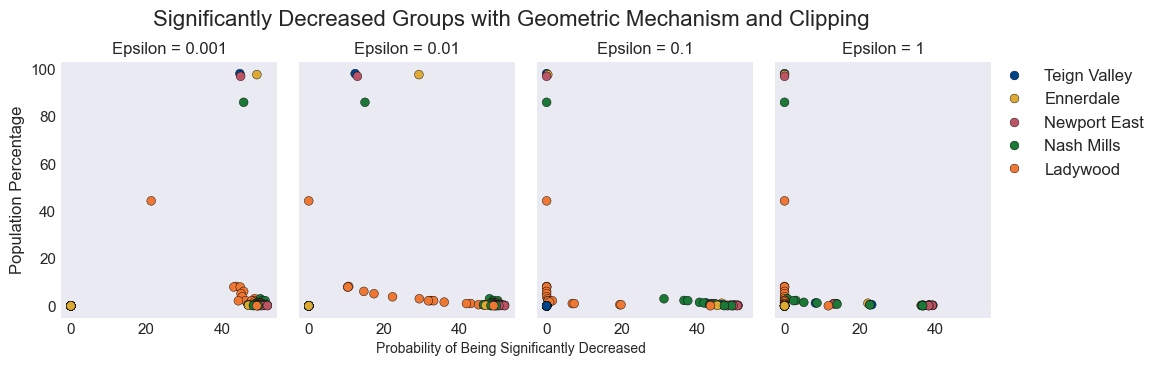 Significantly Decreased Groups with Geometric Mechanism and Clipping
Epsilon = 0.001
Epsilon = 0.01
Epsilon = 0.1
Epsilon = 1
Population Percentage
100
80
60
40
20
0
0 20 40
0 20 40
0 20 40
0 20 40
Probability of Being Significantly Decreased
Teign Valley
Ennerdale
Newport East
Nash Mills
Ladywood